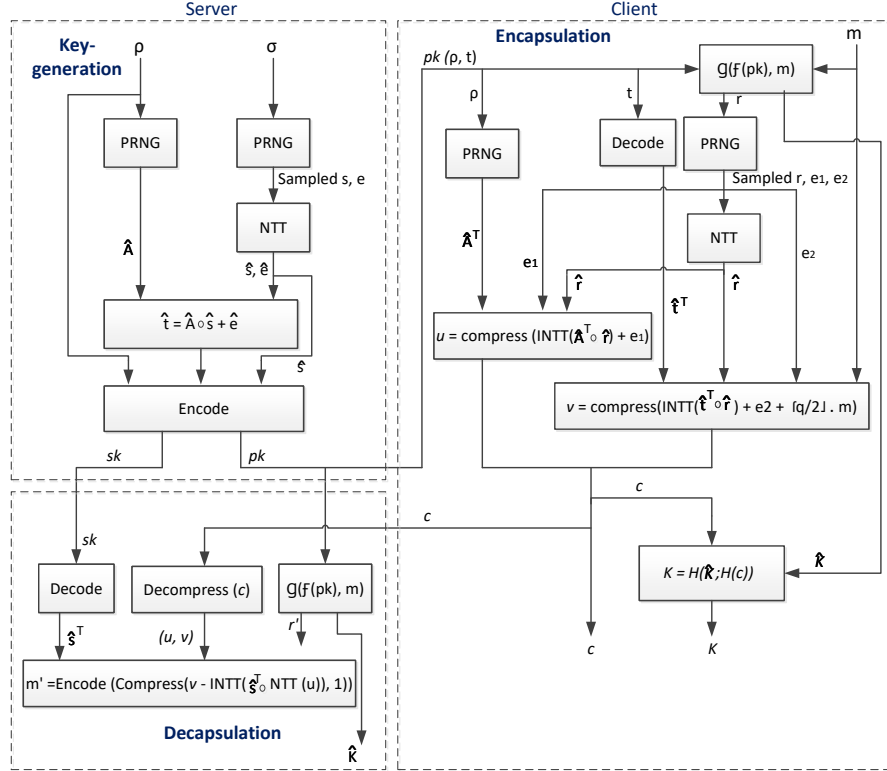 Server
Client
Key-
generation
ρ
σ
PRNG
PRNG
Sampled s, e
NTT
Â
ŝ, ê
t̂ = Â ∘ ŝ + ê
ŝ
Encode
sk
pk
Encapsulation
pk (ρ, t)
m
G(ƒ(pk), m)
ρ
t
r
PRNG
Decode
PRNG
Sampled r, e1, e2
NTT
Â^T
e1
r̂
t̂^T
r̂
e2
u = compress (INTT(Â^T ∘ r̂) + e1)
v = compress(INTT(t̂^T ∘ r̂) + e2 + ⌈q/2⌋ . m)
c
c
K = H(K̂;H(c))
K̂
c
K
sk
Decode
Decompress (c)
G(ƒ(pk), m)
ŝ^T
(u, v)
r'
m' =Encode (Compress(v - INTT(ŝ^T ∘ NTT (u)), 1))
Decapsulation
K̂